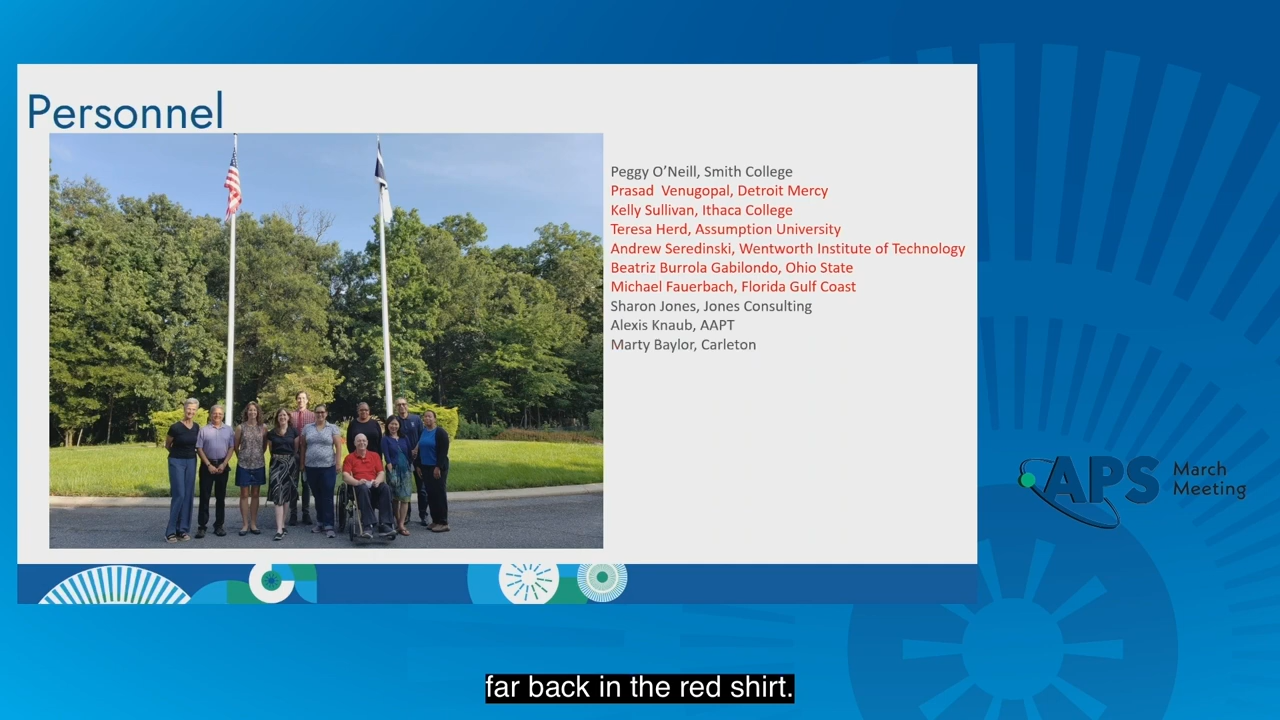 Personnel
Peggy O’Neill, Smith College
Prasad  Venugopal, Detroit Mercy
Kelly Sullivan, Ithaca College
Teresa Herd, Assumption University
Andrew Seredinski, Wentworth Institute of Technology
Beatriz Burrola Gabilondo, Ohio State
Michael Fauerbach, Florida Gulf Coast
Sharon Jones, Jones Consulting
Alexis Knaub, AAPT
Marty Baylor, Carleton
APS March
Meeting
far back in the red shirt.